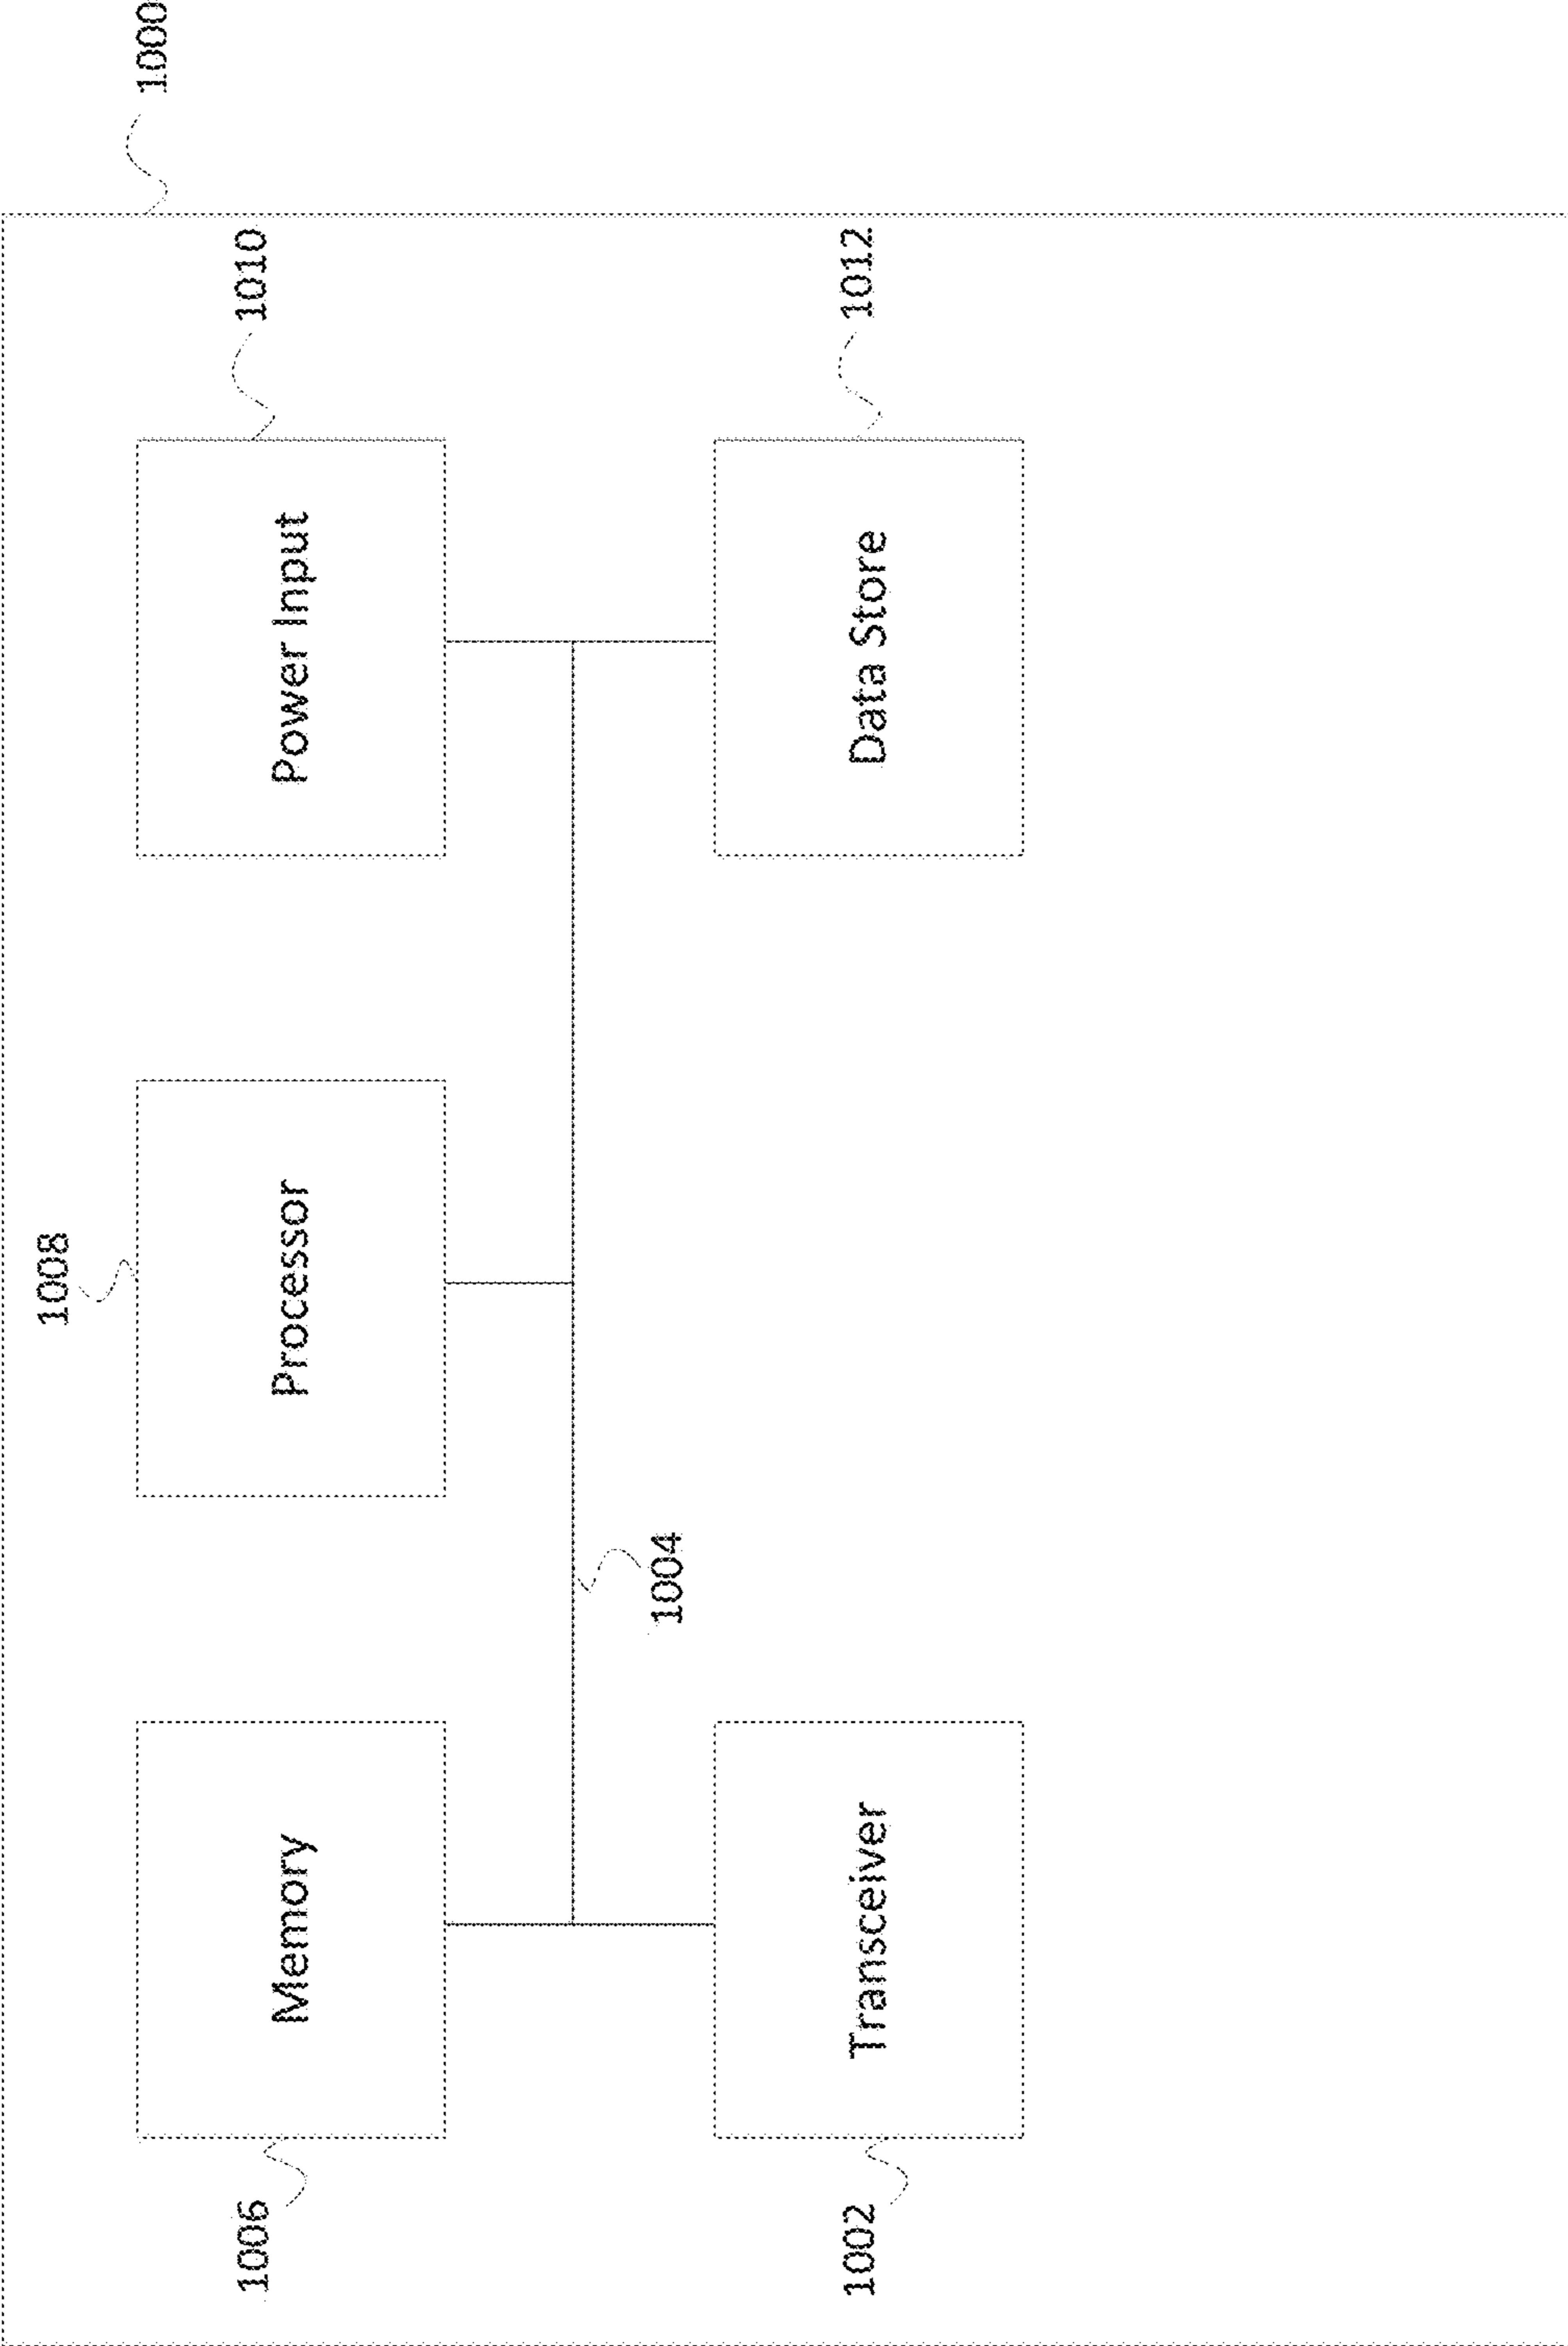 1000
1008
1006
Memory
Processor
Power Input
1010
1004
1002
Transceiver
Data Store
1012